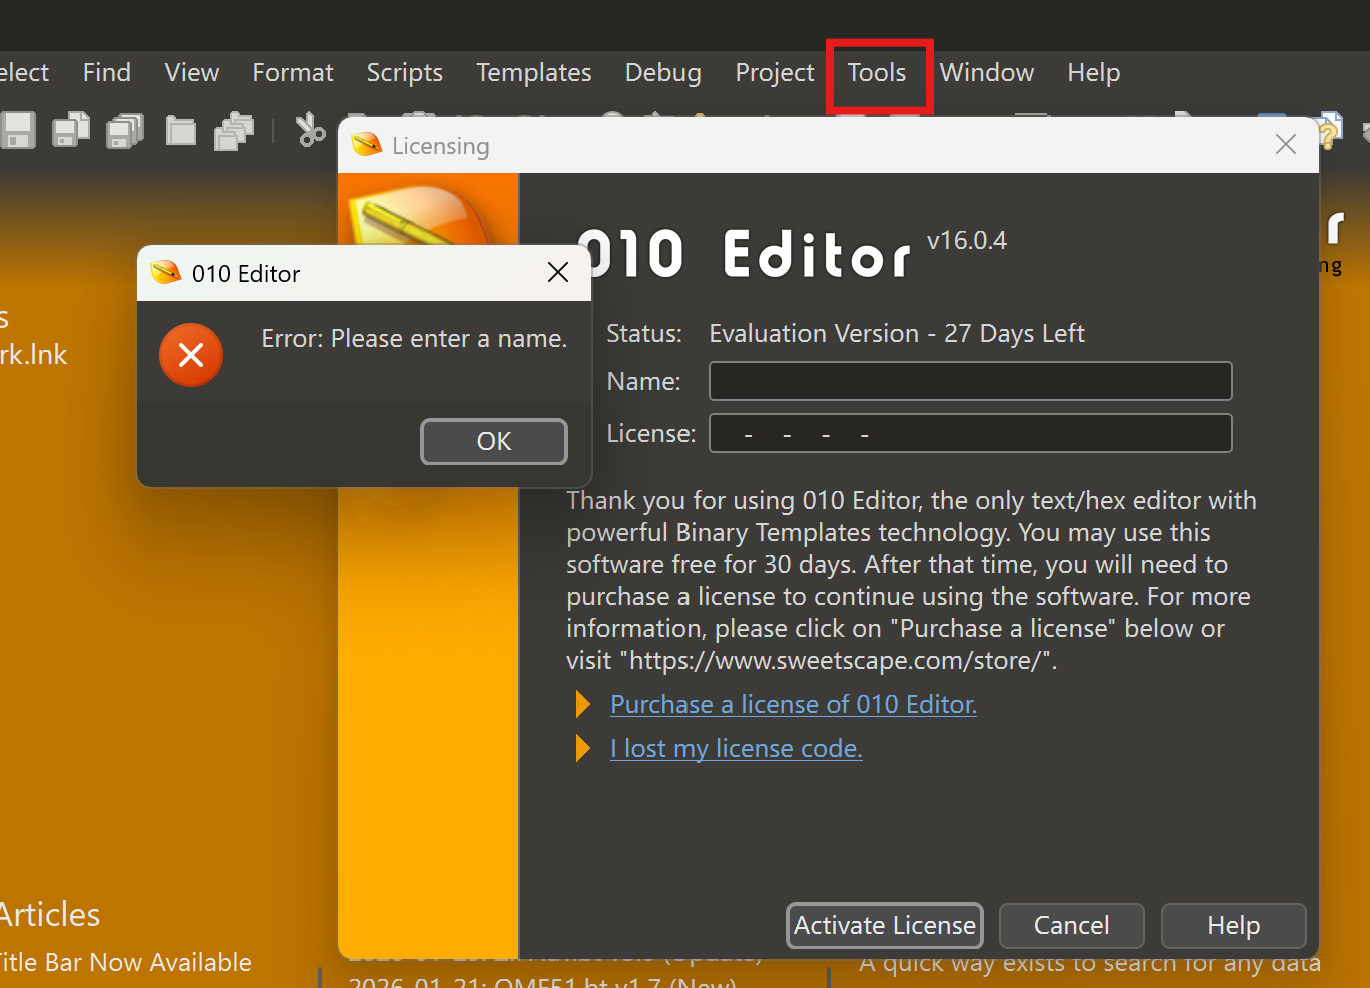 elect Find View Format Scripts Templates Debug Project Tools Window Help
Licensing
010 Editor v16.0.4
010 Editor
Error: Please enter a name.
OK
Status: Evaluation Version - 27 Days Left
Name:
License: - - - -
rk.lnk
ng
Thank you for using 010 Editor, the only text/hex editor with
powerful Binary Templates technology. You may use this
software free for 30 days. After that time, you will need to
purchase a license to continue using the software. For more
information, please click on "Purchase a license" below or
visit "https://www.sweetscape.com/store/".
Purchase a license of 010 Editor.
I lost my license code.
Activate License Cancel Help
Articles
itle Bar Now Available
A quick way exists to search for any data